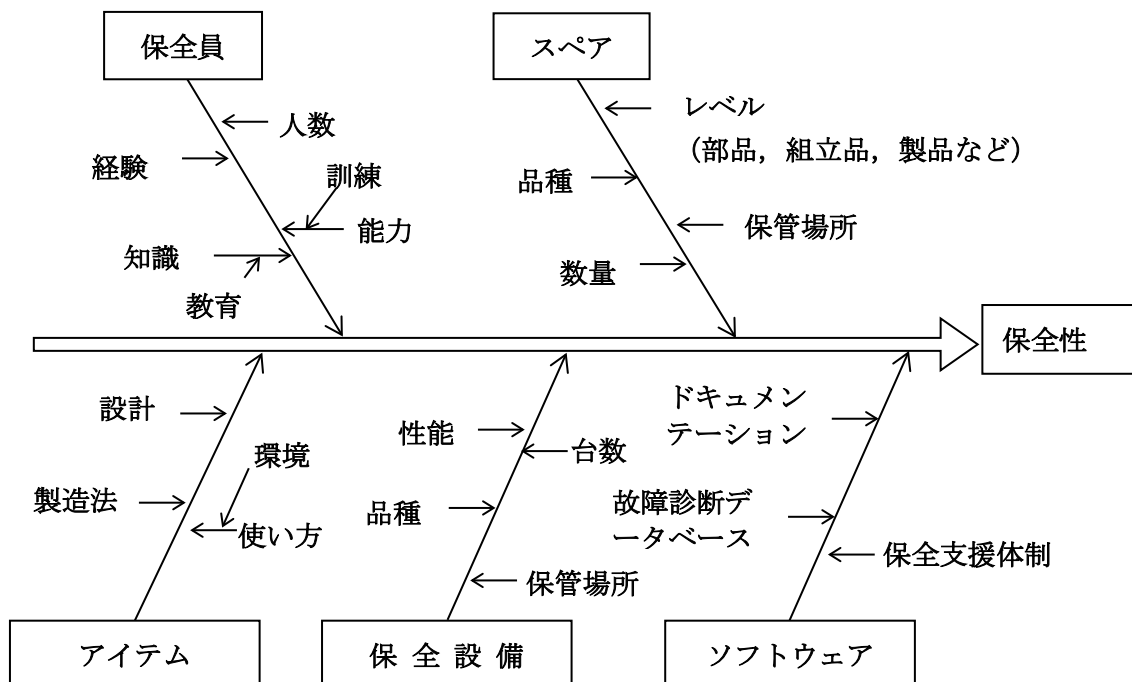 保全員
スペア
人数
経験
訓練
能力
知識
教育
レベル
（部品，組立品，製品など）
品種
保管場所
数量
保全性
設計
環境
製造法
使い方
性能
台数
品種
保管場所
ドキュメン
テーション
故障診断デ
ータベース
保全支援体制
アイテム
保 全 設 備
ソフトウェア